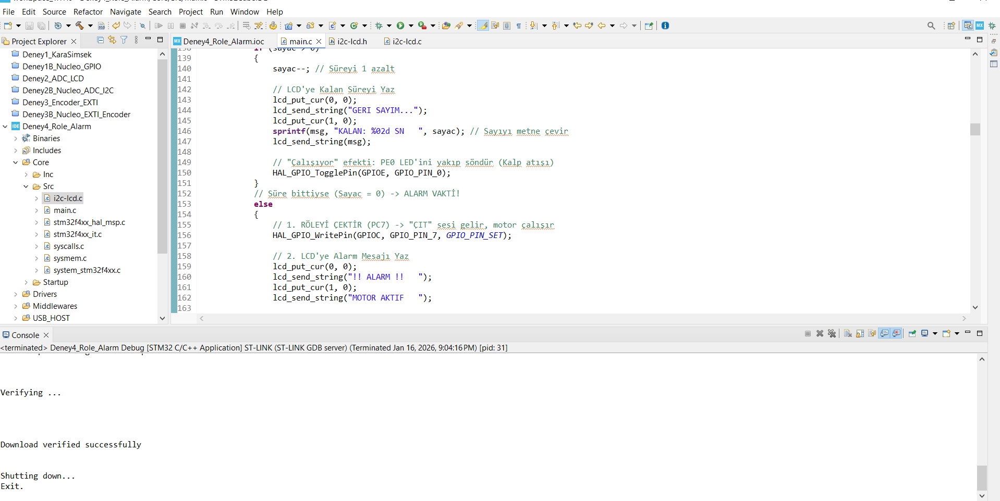 File Edit Source Refactor Navigate Search Project Run Window Help
Project Explorer
Deney1_KaraSimsek
Deney1B_Nucleo_GPIO
Deney2_ADC_LCD
Deney2B_Nucleo_ADC_I2C
Deney3_Encoder_EXTI
Deney3B_Nucleo_EXTI_Encoder
IDE Deney4_Role_Alarm
Binaries
Includes
Core
Inc
Src
i2c-lcd.c
main.c
stm32f4xx_hal_msp.c
stm32f4xx_it.c
syscalls.c
sysmem.c
system_stm32f4xx.c
Startup
Drivers
Middlewares
USB_HOST
MX Deney4_Role_Alarm.ioc main.c i2c-lcd.h i2c-lcd.c
139 {
140 sayac--; // Süreyi 1 azalt
141
142 // LCD'ye Kalan Süreyi Yaz
143 lcd_put_cur(0, 0);
144 lcd_send_string("GERI SAYIM...");
145 lcd_put_cur(1, 0);
146 sprintf(msg, "KALAN: %02d SN   ", sayac); // Sayıyı metne çevir
147 lcd_send_string(msg);
148
149 // "Çalışıyor" efekti: PE0 LED'ini yakıp söndür (Kalp atışı)
150 HAL_GPIO_TogglePin(GPIOE, GPIO_PIN_0);
151 }
152 // Süre bittiyse (Sayac = 0) -> ALARM VAKTİ!
153 else
154 {
155 // 1. RÖLEYİ ÇEKTİR (PC7) -> "ÇIT" sesi gelir, motor çalışır
156 HAL_GPIO_WritePin(GPIOC, GPIO_PIN_7, GPIO_PIN_SET);
157
158 // 2. LCD'ye Alarm Mesajı Yaz
159 lcd_put_cur(0, 0);
160 lcd_send_string("!! ALARM !!   ");
161 lcd_put_cur(1, 0);
162 lcd_send_string("MOTOR AKTIF   ");
163
Console
<terminated> Deney4_Role_Alarm Debug [STM32 C/C++ Application] ST-LINK (ST-LINK GDB server) (Terminated Jan 16, 2026, 9:04:16 PM) [pid: 31]
Verifying ...
Download verified successfully
Shutting down...
Exit.